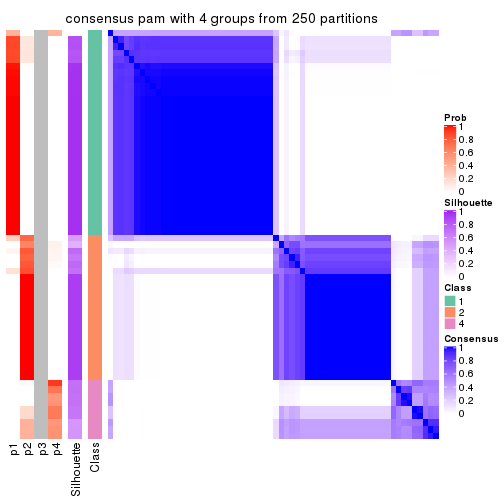 consensus pam with 4 groups from 250 partitions
Prob
1
0.8
0.6
0.4
0.2
0
Silhouette
1
0.8
0.6
0.4
0.2
0
Class
1
2
4
Consensus
1
0.8
0.6
0.4
0.2
0
p1
p2
p3
p4
Silhouette
Class